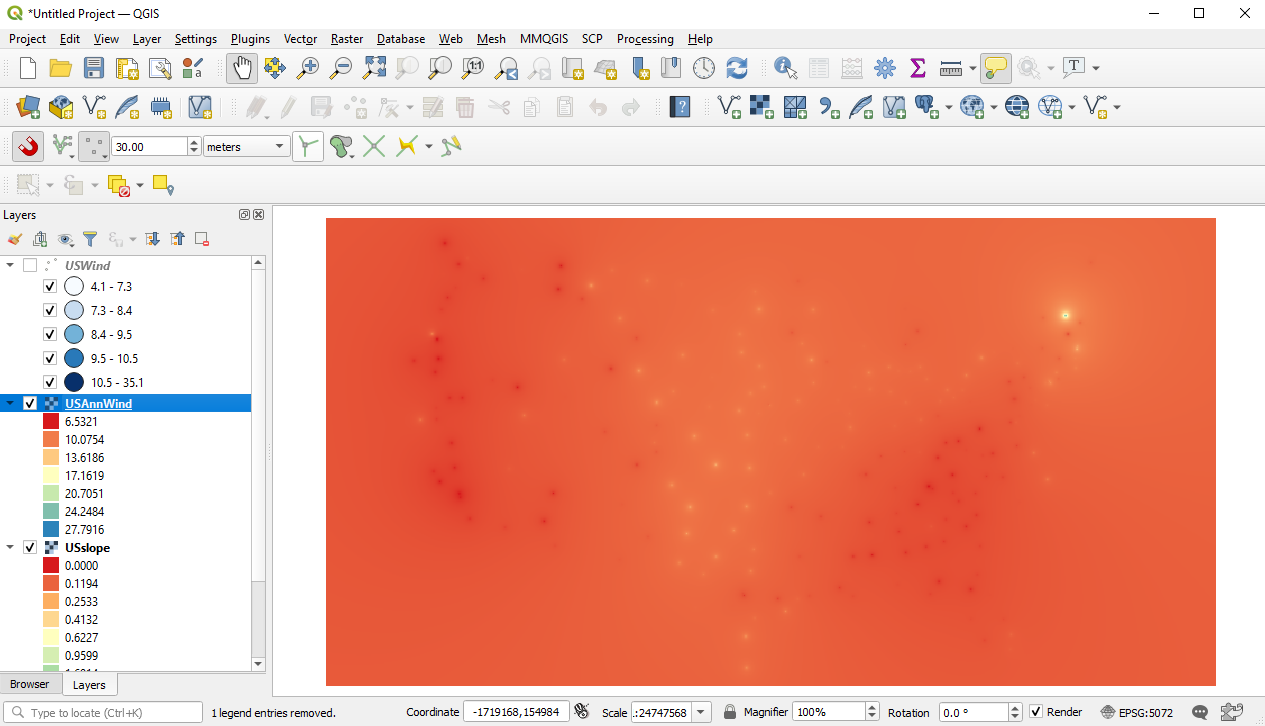 *Untitled Project — QGIS
Project Edit View Layer Settings Plugins Vector Raster Database Web Mesh MMQGIS SCP Processing Help
30.00 meters
Layers
USWind
4.1 - 7.3
7.3 - 8.4
8.4 - 9.5
9.5 - 10.5
10.5 - 35.1
USAnnWind
6.5321
10.0754
13.6186
17.1619
20.7051
24.2484
27.7916
USslope
0.0000
0.1194
0.2533
0.4132
0.6227
0.9599
Browser Layers
Type to locate (Ctrl+K) 1 legend entries removed. Coordinate -1719168,154984 Scale .:24747568 Magnifier 100% Rotation 0.0 ° Render EPSG:5072